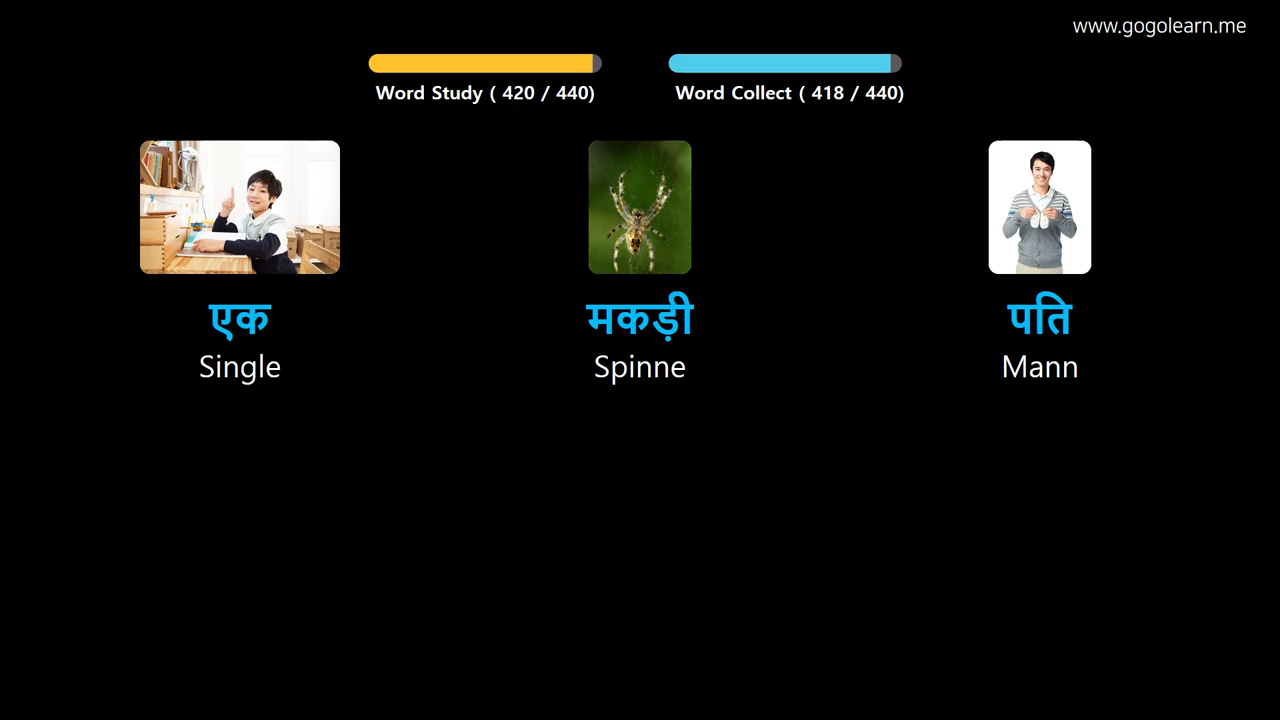 www.gogolearn.me
Word Study ( 420 / 440)
Word Collect ( 418 / 440)
एक
मकड़ी
पति
Single
Spinne
Mann